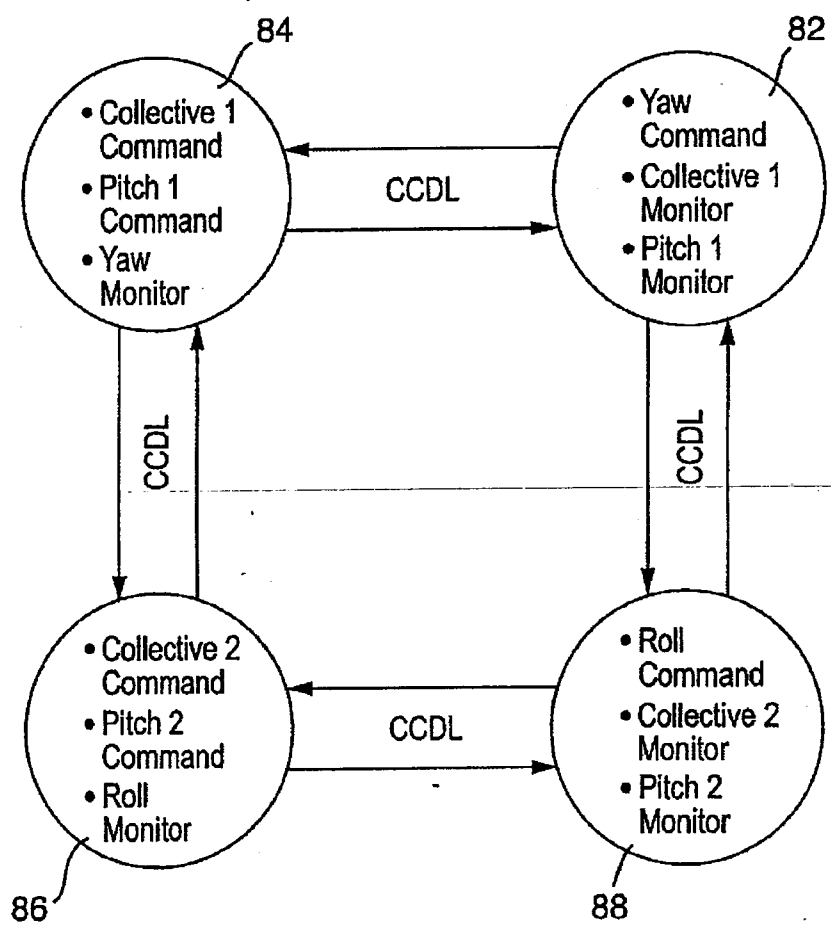 84
• Collective 1
Command
• Pitch 1
Command
• Yaw
Monitor
82
• Yaw
Command
• Collective 1
Monitor
• Pitch 1
Monitor
CCDL
CCDL
CCDL
• Collective 2
Command
• Pitch 2
Command
• Roll
Monitor
86
CCDL
• Roll
Command
• Collective 2
Monitor
• Pitch 2
Monitor
88